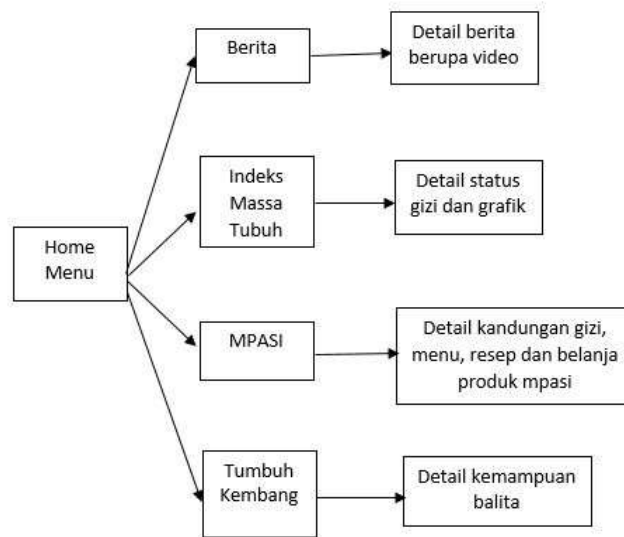 Berita
Detail berita
berupa video
Indeks
Massa
Tubuh
Detail status
gizi dan grafik
Home
Menu
MPASI
Detail kandungan gizi,
menu, resep dan belanja
produk mpasi
Tumbuh
Kembang
Detail kemampuan
balita